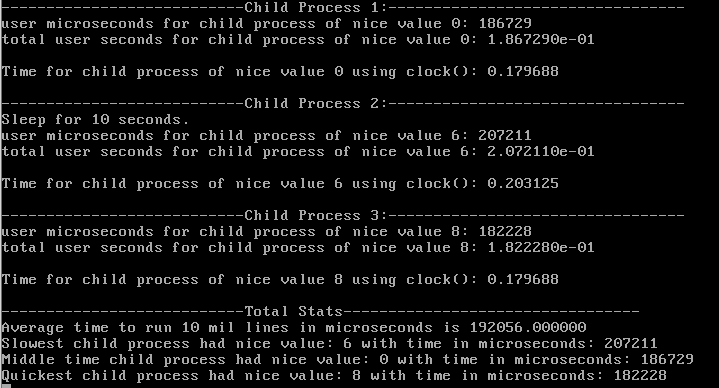 ---------------------------Child Process 1:---------------------------------
user microseconds for child process of nice value 0: 186729
total user seconds for child process of nice value 0: 1.867290e-01
Time for child process of nice value 0 using clock(): 0.179688
---------------------------Child Process 2:---------------------------------
Sleep for 10 seconds.
user microseconds for child process of nice value 6: 207211
total user seconds for child process of nice value 6: 2.072110e-01
Time for child process of nice value 6 using clock(): 0.203125
---------------------------Child Process 3:---------------------------------
user microseconds for child process of nice value 8: 182228
total user seconds for child process of nice value 8: 1.822280e-01
Time for child process of nice value 8 using clock(): 0.179688
---------------------------Total Stats---------------------------------
Average time to run 10 mil lines in microseconds is 192056.000000
Slowest child process had nice value: 6 with time in microseconds: 207211
Middle time child process had nice value: 0 with time in microseconds: 186729
Quickest child process had nice value: 8 with time in microseconds: 182228